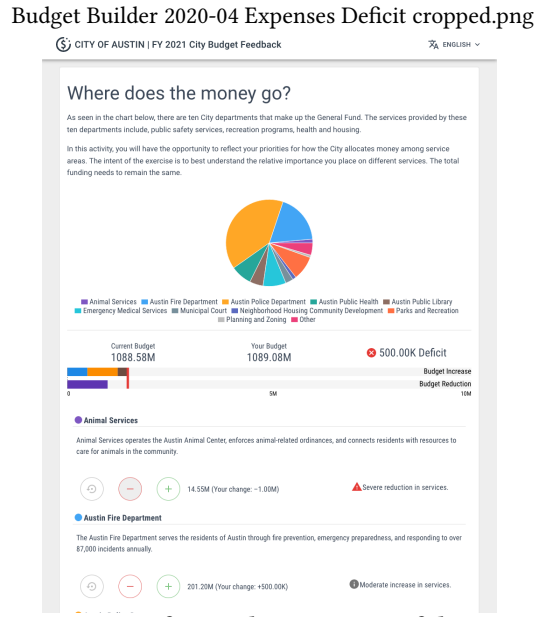 Budget Builder 2020-04 Expenses Deficit cropped.png
CITY OF AUSTIN | FY 2021 City Budget Feedback
ENGLISH
Where does the money go?
As seen in the chart below, there are ten City departments that make up the General Fund. The services provided by these
ten departments include, public safety services, recreation programs, health and housing.
In this activity, you will have the opportunity to reflect your priorities for how the City allocates money among service
areas. The intent of the exercise is to best understand the relative importance you place on different services. The total
funding needs to remain the same.
Animal Services Austin Fire Department Austin Police Department Austin Public Health Austin Public Library
Emergency Medical Services Municipal Court Neighborhood Housing Community Development Parks and Recreation
Planning and Zoning Other
Current Budget Your Budget
1088.58M 1089.08M 500.00K Deficit
Budget Increase
Budget Reduction
0 5M 10M
Animal Services
Animal Services operates the Austin Animal Center, enforces animal-related ordinances, and connects residents with resources to
care for animals in the community.
14.55M (Your change: −1.00M) Severe reduction in services.
Austin Fire Department
The Austin Fire Department serves the residents of Austin through fire prevention, emergency preparedness, and responding to over
87,000 incidents annually.
201.20M (Your change: +500.00K) Moderate increase in services.